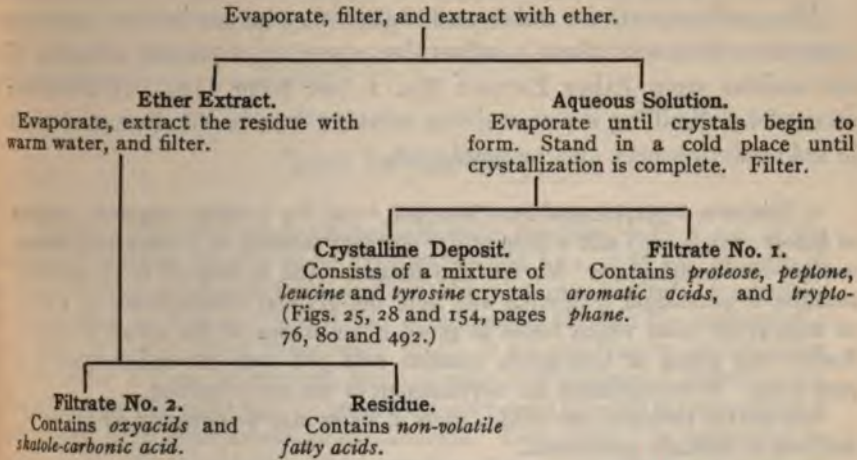 Evaporate, filter, and extract with ether.
Ether Extract.
Evaporate, extract the residue with
warm water, and filter.
Aqueous Solution.
Evaporate until crystals begin to
form. Stand in a cold place until
crystallization is complete. Filter.
Crystalline Deposit.
Consists of a mixture of
leucine and tyrosine crystals
(Figs. 25, 28 and 154, pages
76, 80 and 492.)
Filtrate No. 1.
Contains proteose, peptone,
aromatic acids, and trypto-
phane.
Filtrate No. 2.
Contains oxyacids and
skatole-carbonic acid.
Residue.
Contains non-volatile
fatty acids.